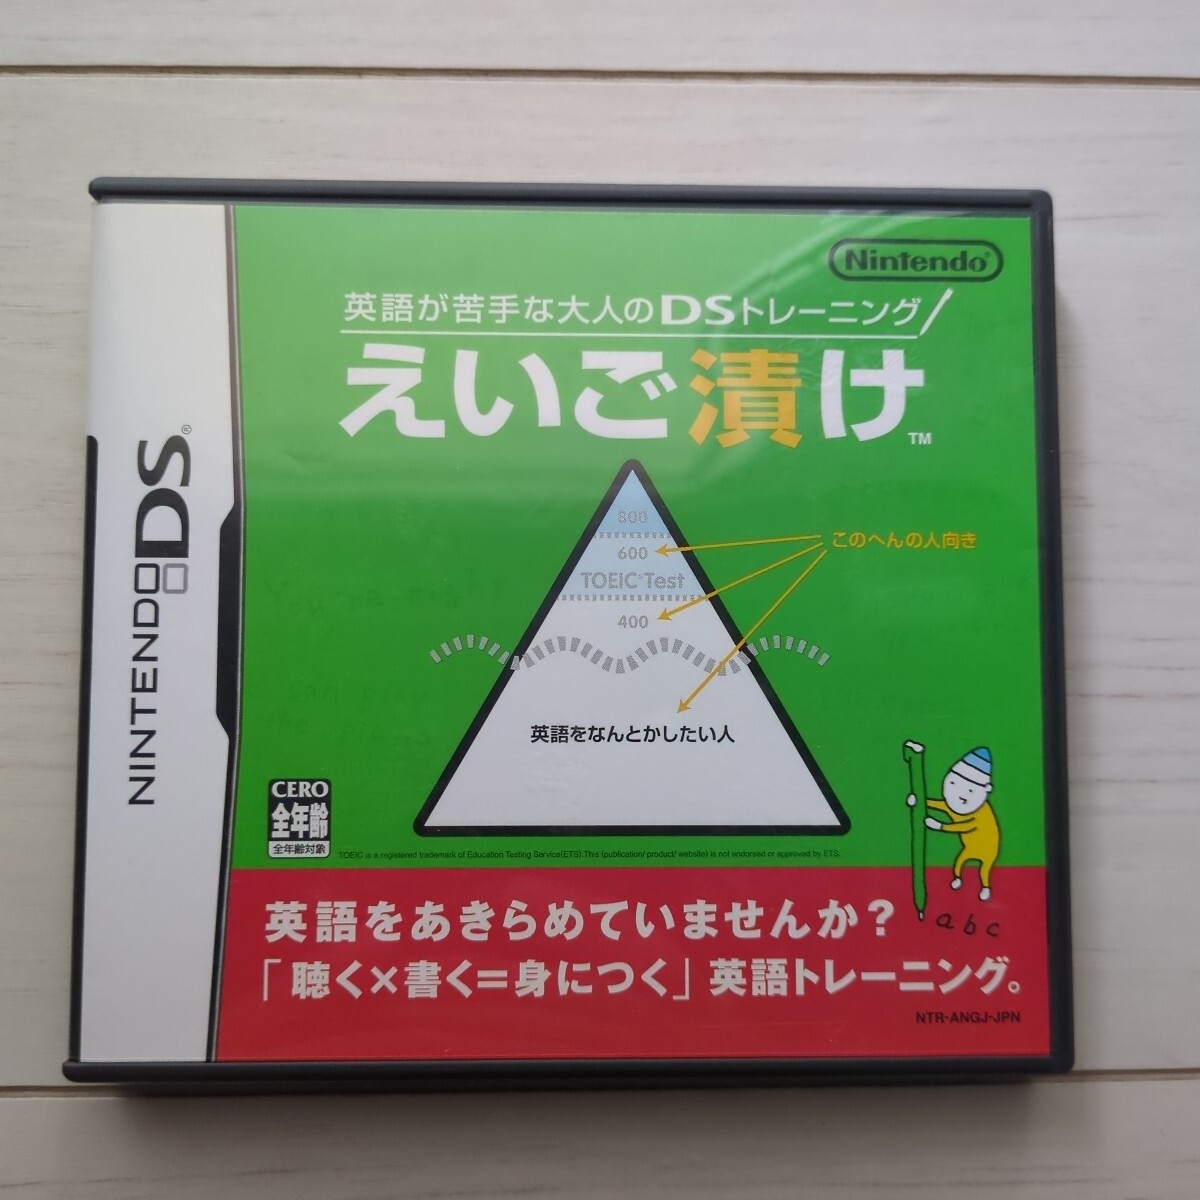 Nintendo®
英語が苦手な大人のDSトレーニング
えいご漬け™
NINTENDO DS®
800
600
TOEIC®Test
400
このへんの人向き
英語をなんとかしたい人
CERO
全年齢
全年齢対象
TOEIC is a registered trademark of Education Testing Service(ETS).This (publication/ product/ website) is not endorsed or approved by ETS.
abc
英語をあきらめていませんか?
「聴く×書く=身につく」英語トレーニング。
NTR-ANGJ-JPN